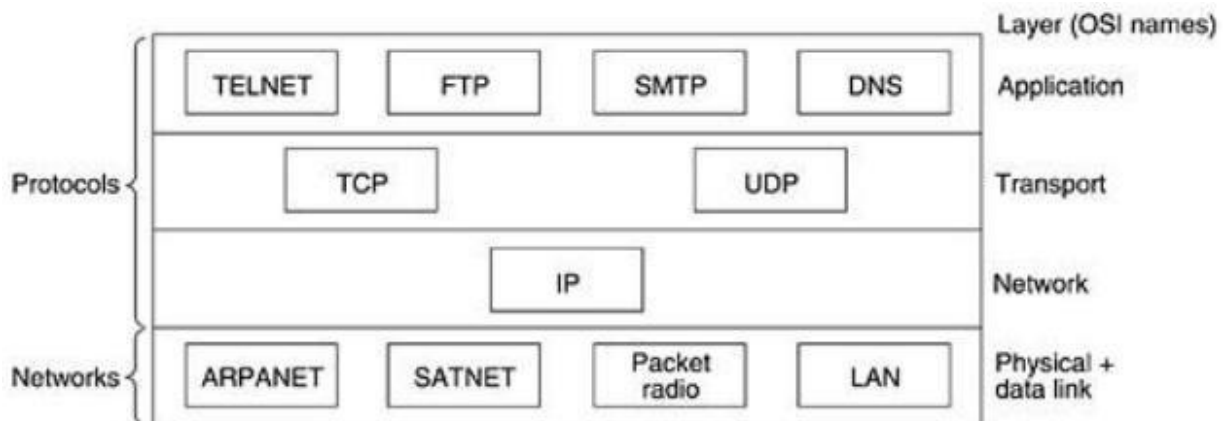 Layer (OSI names)
TELNET FTP SMTP DNS Application
Protocols TCP UDP Transport
IP Network
Networks ARPANET SATNET Packet radio LAN Physical + data link